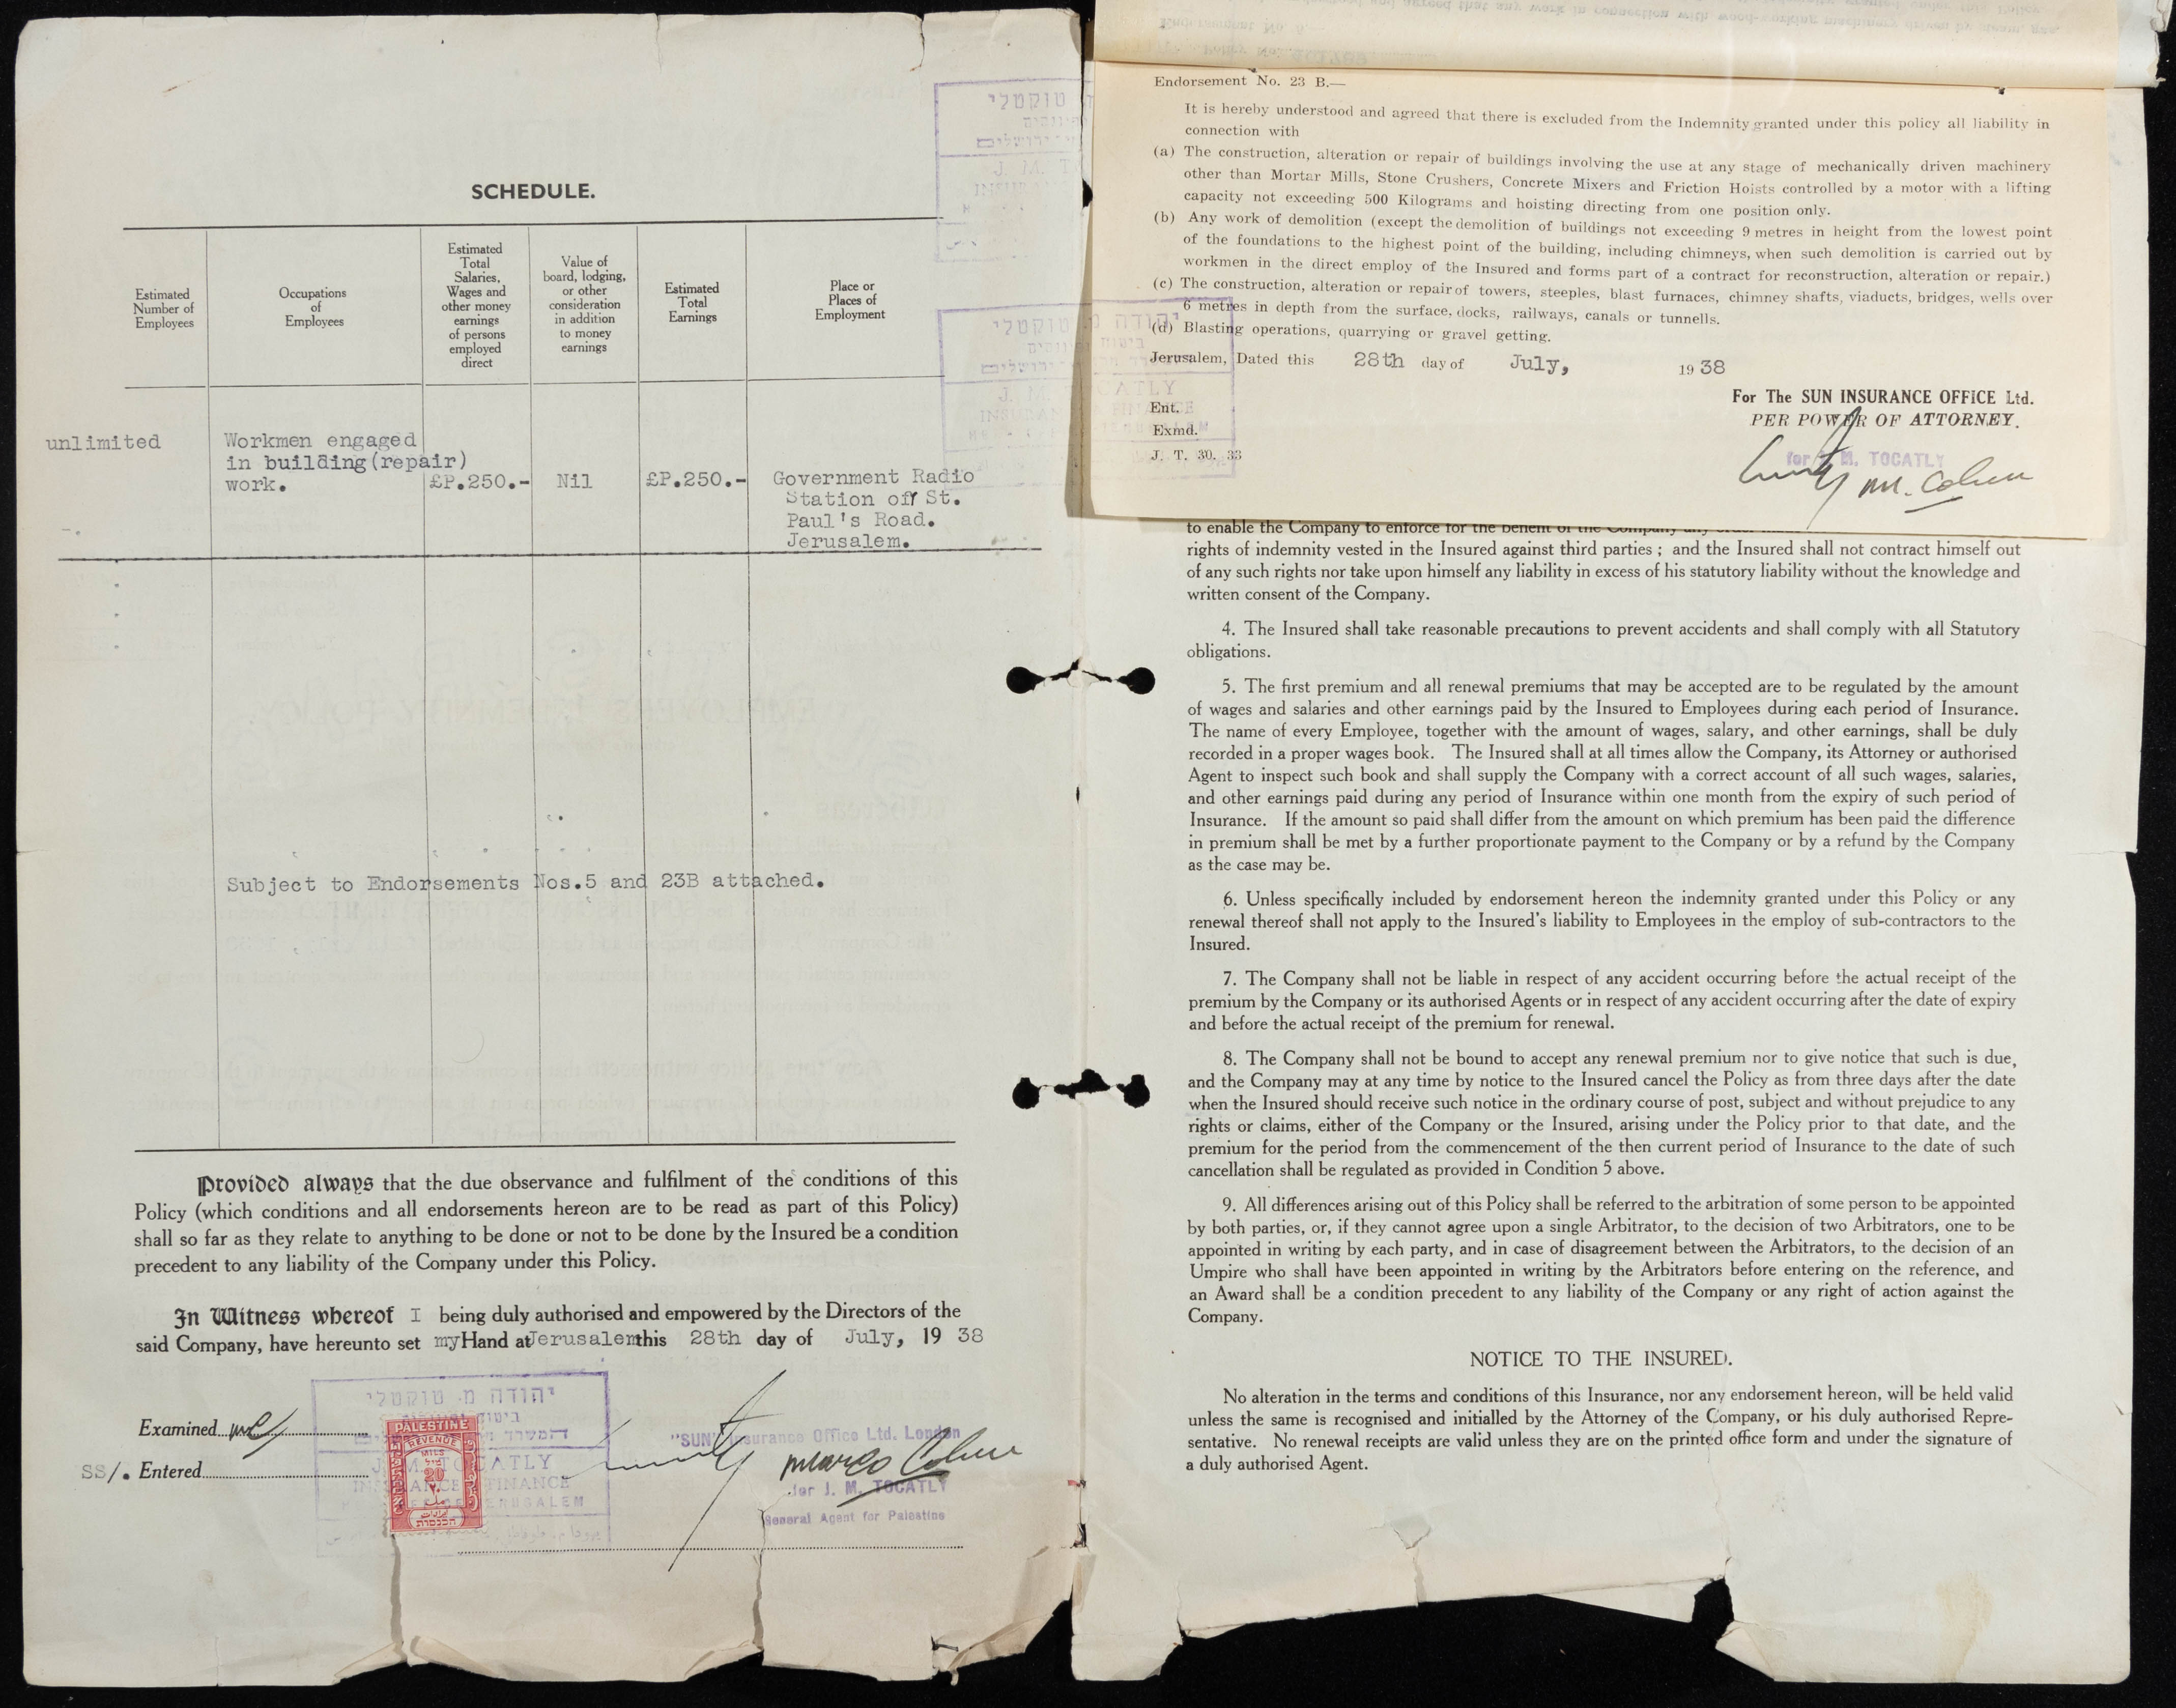 SCHEDULE.
Estimated
Number of
Employees
Occupations
of
Employees
Estimated
Total
Salaries,
Wages and
other money
earnings
of persons
employed
direct
Value of
board, lodging,
or other
consideration
in addition
to money
earnings
Estimated
Total
Earnings
Place or
Places of
Employment
unlimited
Workmen engaged
in building(repair)
work.
£P.250.-
Nil
£P.250.-
Government Radio
Station off St.
Paul's Road.
Jerusalem.
Subject to Endorsements Nos.5 and 23B attached.
Provided always that the due observance and fulfilment of the conditions of this
Policy (which conditions and all endorsements hereon are to be read as part of this Policy)
shall so far as they relate to anything to be done or not to be done by the Insured be a condition
precedent to any liability of the Company under this Policy.
In Witness whereof I being duly authorised and empowered by the Directors of the
said Company, have hereunto set my Hand at Jerusalem this 28th day of July, 19 38
Examined
SS/. Entered
יהודה מ. טוקטלי
J. M. TOCATLY
INSURANCE FINANCE
JERUSALEM
PALESTINE
REVENUE
MILS
20
הכנסות
"SUN" Insurance Office Ltd. London
Marco Cohen
for J. M. TOCATLY
General Agent for Palestine
Endorsement No. 23 B.—
It is hereby understood and agreed that there is excluded from the Indemnity granted under this policy all liability in
connection with
(a) The construction, alteration or repair of buildings involving the use at any stage of mechanically driven machinery
other than Mortar Mills, Stone Crushers, Concrete Mixers and Friction Hoists controlled by a motor with a lifting
capacity not exceeding 500 Kilograms and hoisting directing from one position only.
(b) Any work of demolition (except the demolition of buildings not exceeding 9 metres in height from the lowest point
of the foundations to the highest point of the building, including chimneys, when such demolition is carried out by
workmen in the direct employ of the Insured and forms part of a contract for reconstruction, alteration or repair.)
(c) The construction, alteration or repair of towers, steeples, blast furnaces, chimney shafts, viaducts, bridges, wells over
6 metres in depth from the surface, docks, railways, canals or tunnells.
(d) Blasting operations, quarrying or gravel getting.
Jerusalem, Dated this 28th day of July, 19 38
For The SUN INSURANCE OFFICE Ltd.
PER POWER OF ATTORNEY.
Ent.
Exmd.
J. T. 30. 33
for J. M. TOCATLY
M. Cohen
to enable the Company to enforce for the benefit of the Company any
rights of indemnity vested in the Insured against third parties ; and the Insured shall not contract himself out
of any such rights nor take upon himself any liability in excess of his statutory liability without the knowledge and
written consent of the Company.
4. The Insured shall take reasonable precautions to prevent accidents and shall comply with all Statutory
obligations.
5. The first premium and all renewal premiums that may be accepted are to be regulated by the amount
of wages and salaries and other earnings paid by the Insured to Employees during each period of Insurance.
The name of every Employee, together with the amount of wages, salary, and other earnings, shall be duly
recorded in a proper wages book. The Insured shall at all times allow the Company, its Attorney or authorised
Agent to inspect such book and shall supply the Company with a correct account of all such wages, salaries,
and other earnings paid during any period of Insurance within one month from the expiry of such period of
Insurance. If the amount so paid shall differ from the amount on which premium has been paid the difference
in premium shall be met by a further proportionate payment to the Company or by a refund by the Company
as the case may be.
6. Unless specifically included by endorsement hereon the indemnity granted under this Policy or any
renewal thereof shall not apply to the Insured's liability to Employees in the employ of sub-contractors to the
Insured.
7. The Company shall not be liable in respect of any accident occurring before the actual receipt of the
premium by the Company or its authorised Agents or in respect of any accident occurring after the date of expiry
and before the actual receipt of the premium for renewal.
8. The Company shall not be bound to accept any renewal premium nor to give notice that such is due,
and the Company may at any time by notice to the Insured cancel the Policy as from three days after the date
when the Insured should receive such notice in the ordinary course of post, subject and without prejudice to any
rights or claims, either of the Company or the Insured, arising under the Policy prior to that date, and the
premium for the period from the commencement of the then current period of Insurance to the date of such
cancellation shall be regulated as provided in Condition 5 above.
9. All differences arising out of this Policy shall be referred to the arbitration of some person to be appointed
by both parties, or, if they cannot agree upon a single Arbitrator, to the decision of two Arbitrators, one to be
appointed in writing by each party, and in case of disagreement between the Arbitrators, to the decision of an
Umpire who shall have been appointed in writing by the Arbitrators before entering on the reference, and
an Award shall be a condition precedent to any liability of the Company or any right of action against the
Company.
NOTICE TO THE INSURED.
No alteration in the terms and conditions of this Insurance, nor any endorsement hereon, will be held valid
unless the same is recognised and initialled by the Attorney of the Company, or his duly authorised Repre-
sentative. No renewal receipts are valid unless they are on the printed office form and under the signature of
a duly authorised Agent.